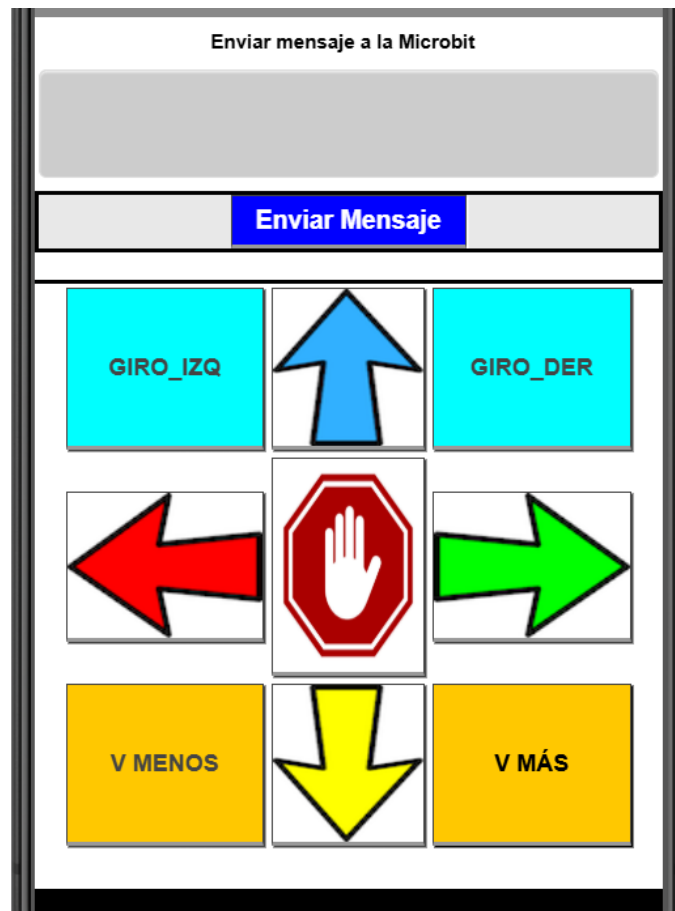 Enviar mensaje a la Microbit
Enviar Mensaje
GIRO_IZQ
GIRO_DER
V MENOS
V MÁS